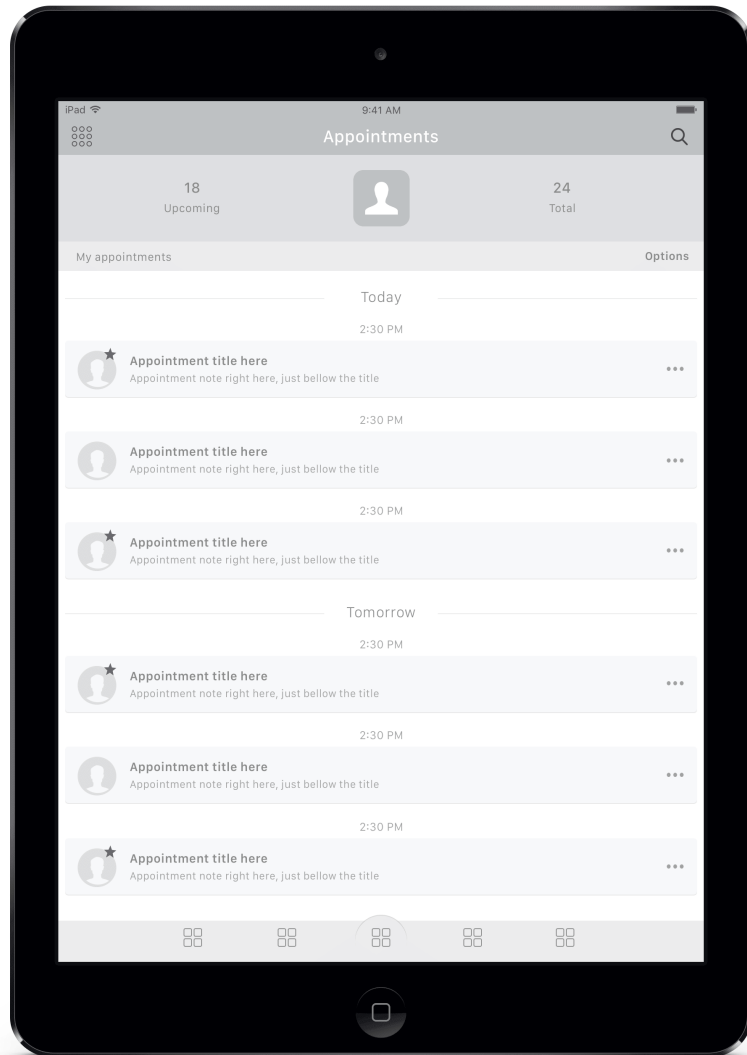 iPad 9:41 AM
Appointments
18 24
Upcoming Total
My appointments Options
Today
2:30 PM
Appointment title here
Appointment note right here, just bellow the title
2:30 PM
Appointment title here
Appointment note right here, just bellow the title
2:30 PM
Appointment title here
Appointment note right here, just bellow the title
Tomorrow
2:30 PM
Appointment title here
Appointment note right here, just bellow the title
2:30 PM
Appointment title here
Appointment note right here, just bellow the title
2:30 PM
Appointment title here
Appointment note right here, just bellow the title